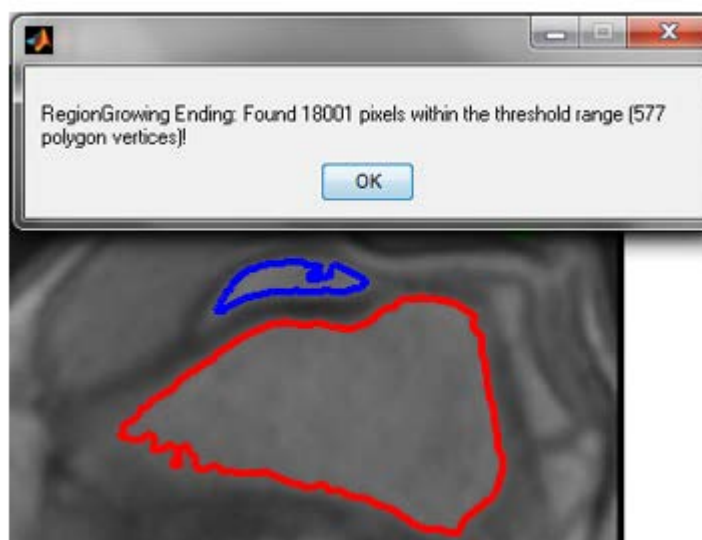 RegionGrowing Ending: Found 18001 pixels within the threshold range (577
polygon vertices)!
OK